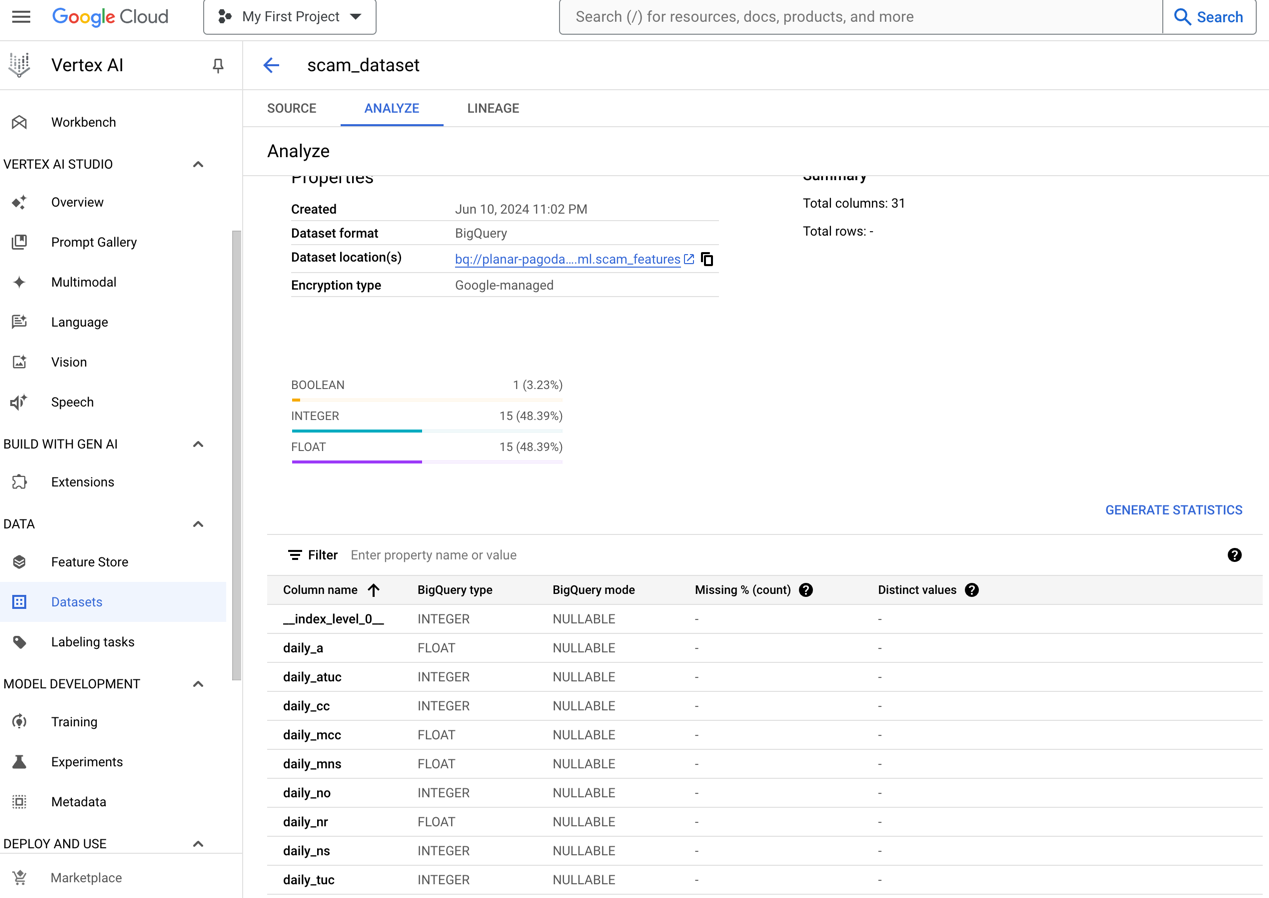 Google Cloud
My First Project
Search (/) for resources, docs, products, and more
Search
Vertex AI
scam_dataset
Workbench
SOURCE ANALYZE LINEAGE
Analyze
VERTEX AI STUDIO
Overview
Prompt Gallery
Multimodal
Language
Vision
Speech
BUILD WITH GEN AI
Extensions
DATA
Feature Store
Datasets
Labeling tasks
MODEL DEVELOPMENT
Training
Experiments
Metadata
DEPLOY AND USE
Marketplace
Properties
Created Jun 10, 2024 11:02 PM
Dataset format BigQuery
Dataset location(s) bq://planar-pagoda....ml.scam_features
Encryption type Google-managed
Summary
Total columns: 31
Total rows: -
BOOLEAN 1 (3.23%)
INTEGER 15 (48.39%)
FLOAT 15 (48.39%)
GENERATE STATISTICS
Filter Enter property name or value
Column name BigQuery type BigQuery mode Missing % (count) Distinct values
__index_level_0__ INTEGER NULLABLE - -
daily_a FLOAT NULLABLE - -
daily_atuc INTEGER NULLABLE - -
daily_cc INTEGER NULLABLE - -
daily_mcc FLOAT NULLABLE - -
daily_mns FLOAT NULLABLE - -
daily_no INTEGER NULLABLE - -
daily_nr FLOAT NULLABLE - -
daily_ns INTEGER NULLABLE - -
daily_tuc INTEGER NULLABLE - -